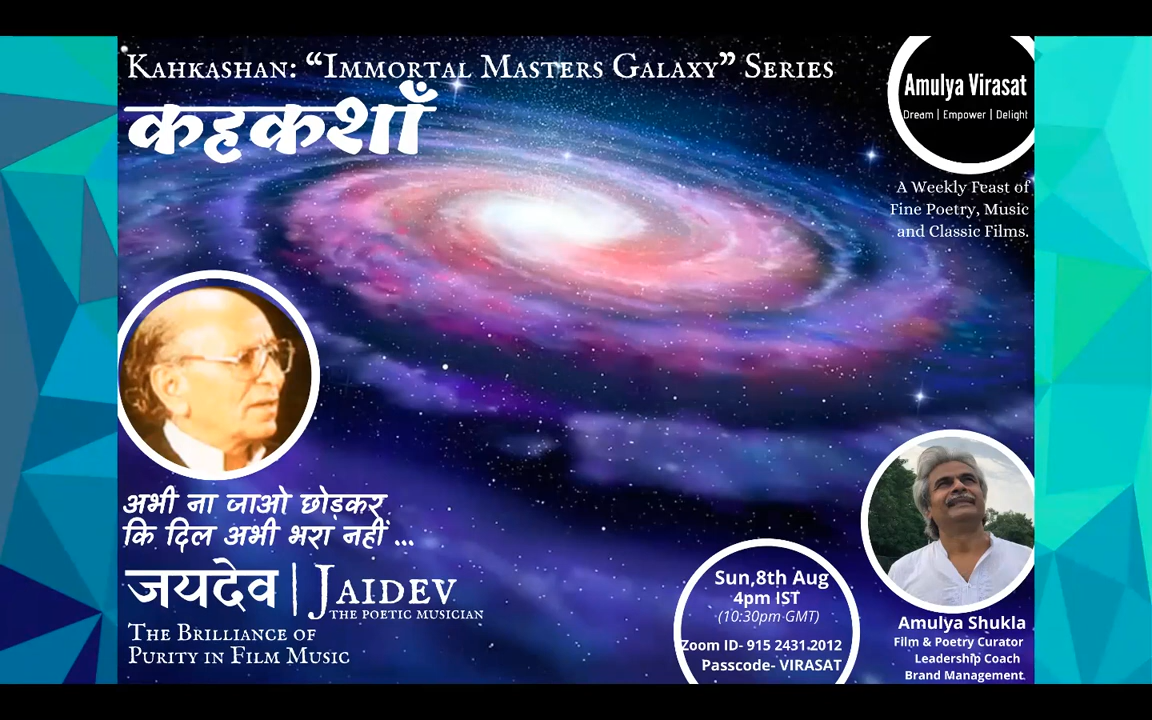 Kahkashan: “Immortal Masters Galaxy” Series
कहकशाँ
Amulya Virasat
Dream | Empower | Delight
A Weekly Feast of
Fine Poetry, Music
and Classic Films.
अभी ना जाओ छोड़कर
कि दिल अभी भरा नहीं ...
जयदेव | Jaidev
The Poetic Musician
The Brilliance of
Purity in Film Music
Sun,8th Aug
4pm IST
(10:30pm GMT)
Zoom ID- 915 2431 2012
Passcode- VIRASAT
Amulya Shukla
Film & Poetry Curator
Leadership Coach
Brand Management.